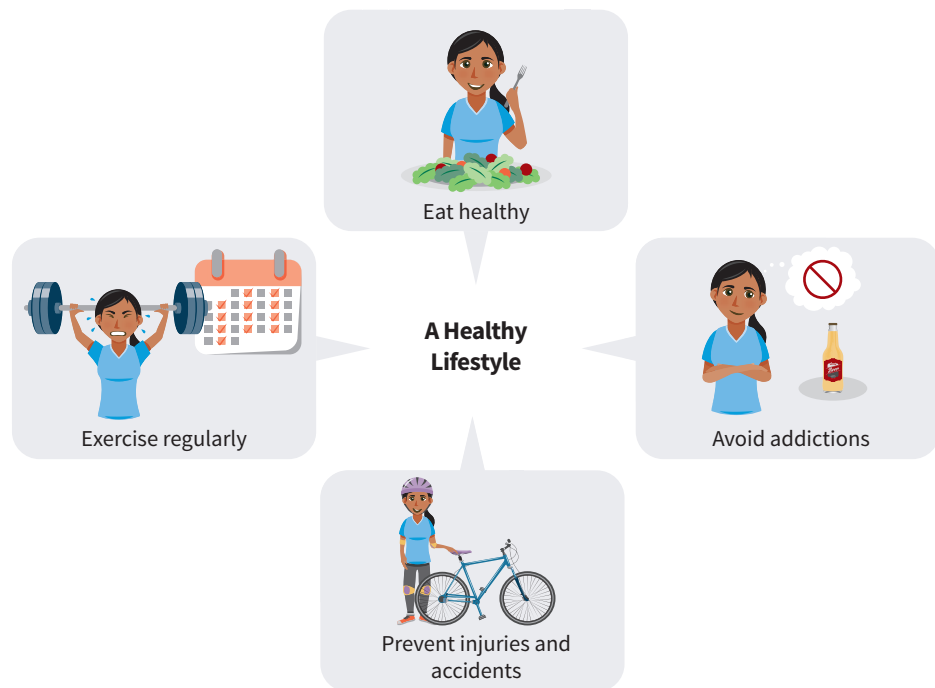 Eat healthy
A Healthy
Lifestyle
Exercise regularly
Avoid addictions
Prevent injuries and
accidents